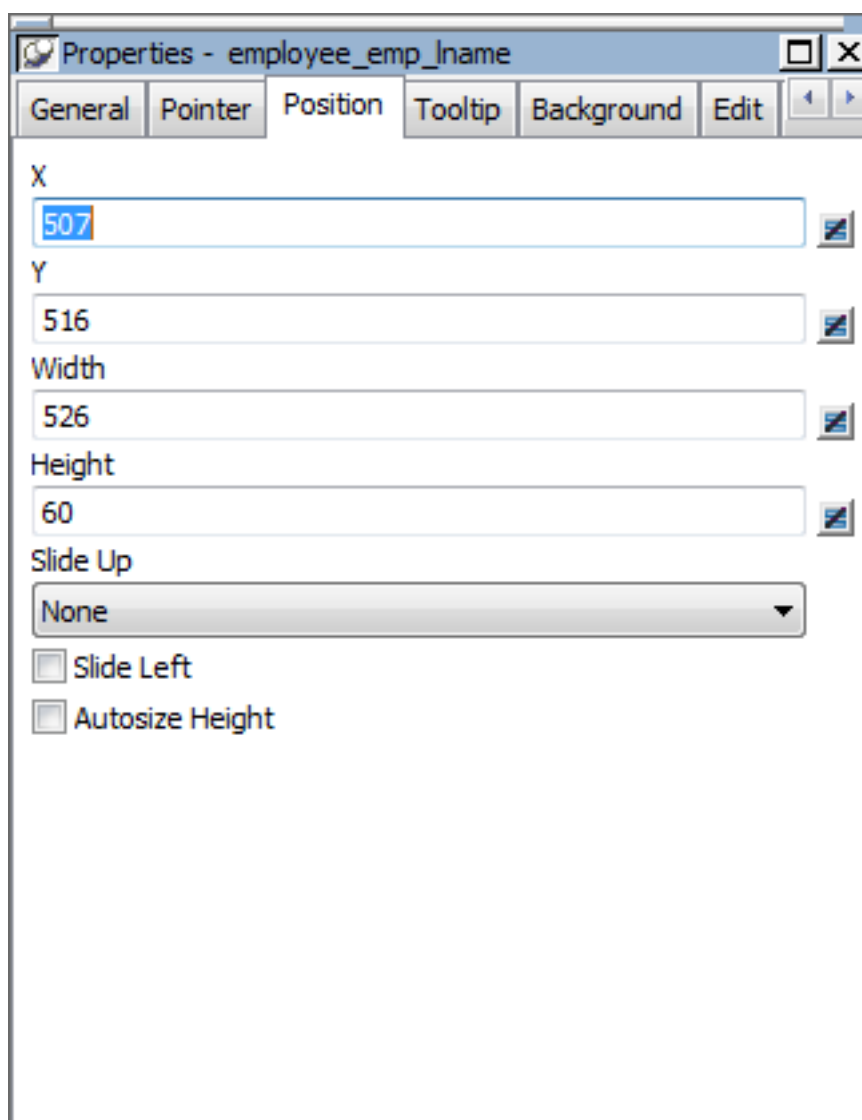 Properties - employee_emp_lname
General Pointer Position Tooltip Background Edit
X
507
Y
516
Width
526
Height
60
Slide Up
None
Slide Left
Autosize Height